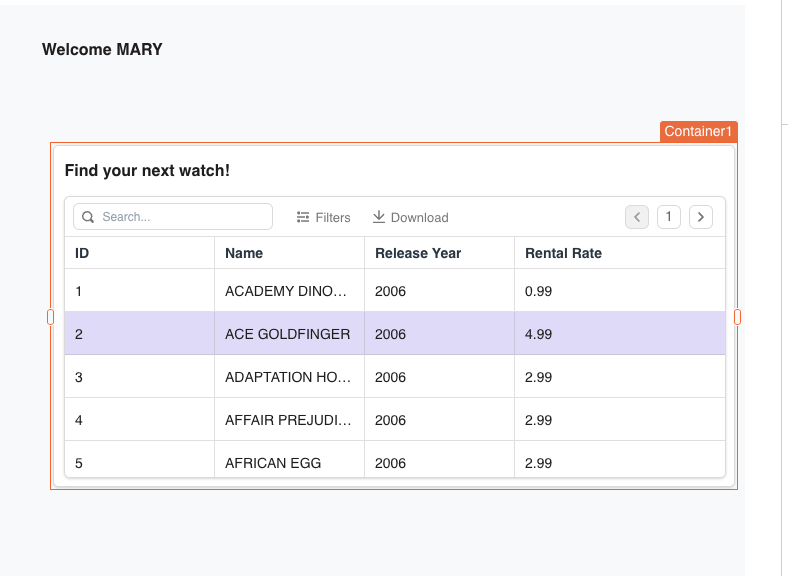 Welcome MARY
Container1
Find your next watch!
Search... Filters Download 1
ID Name Release Year Rental Rate
1 ACADEMY DINO... 2006 0.99
2 ACE GOLDFINGER 2006 4.99
3 ADAPTATION HO... 2006 2.99
4 AFFAIR PREJUDI... 2006 2.99
5 AFRICAN EGG 2006 2.99